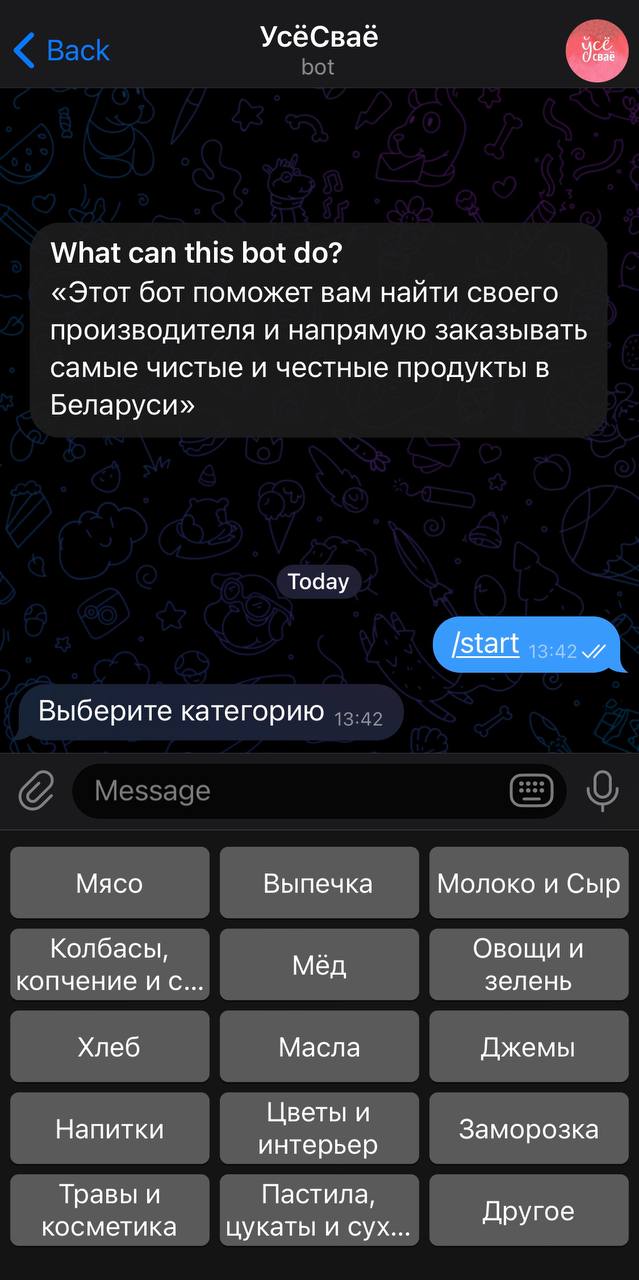 Back
УсёСваё
bot
ўсё
сваё
What can this bot do?
«Этот бот поможет вам найти своего
производителя и напрямую заказывать
самые чистые и честные продукты в
Беларуси»
Today
/start 13:42
Выберите категорию 13:42
Message
Мясо
Выпечка
Молоко и Сыр
Колбасы,
копчение и с...
Мёд
Овощи и
зелень
Хлеб
Масла
Джемы
Напитки
Цветы и
интерьер
Заморозка
Травы и
косметика
Пастила,
цукаты и сух...
Другое